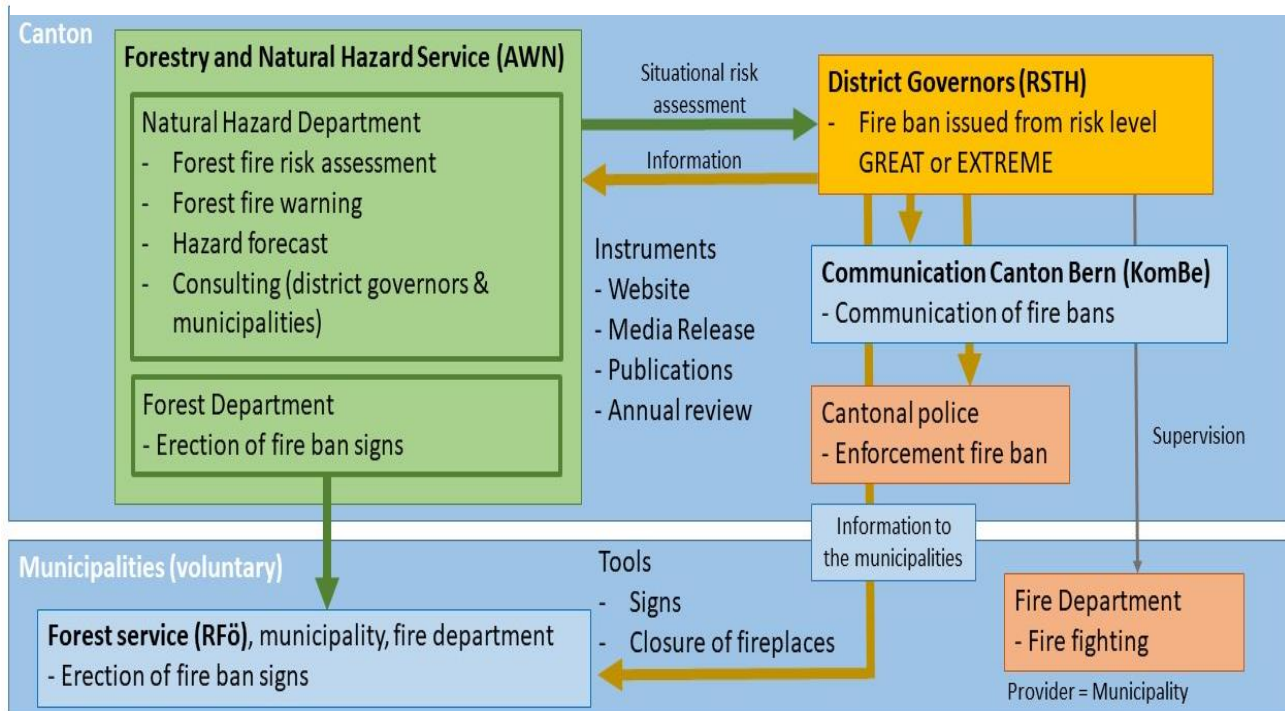 Canton
Forestry and Natural Hazard Service (AWN)
Natural Hazard Department
- Forest fire risk assessment
- Forest fire warning
- Hazard forecast
- Consulting (district governors &
municipalities)
Forest Department
- Erection of fire ban signs
Situational risk
assessment
Information
Instruments
- Website
- Media Release
- Publications
- Annual review
District Governors (RSTH)
- Fire ban issued from risk level
GREAT or EXTREME
Communication Canton Bern (KomBe)
- Communication of fire bans
Cantonal police
- Enforcement fire ban
Supervision
Information to
the municipalities
Municipalities (voluntary)
Forest service (RFö), municipality, fire department
- Erection of fire ban signs
Tools
- Signs
- Closure of fireplaces
Fire Department
- Fire fighting
Provider = Municipality